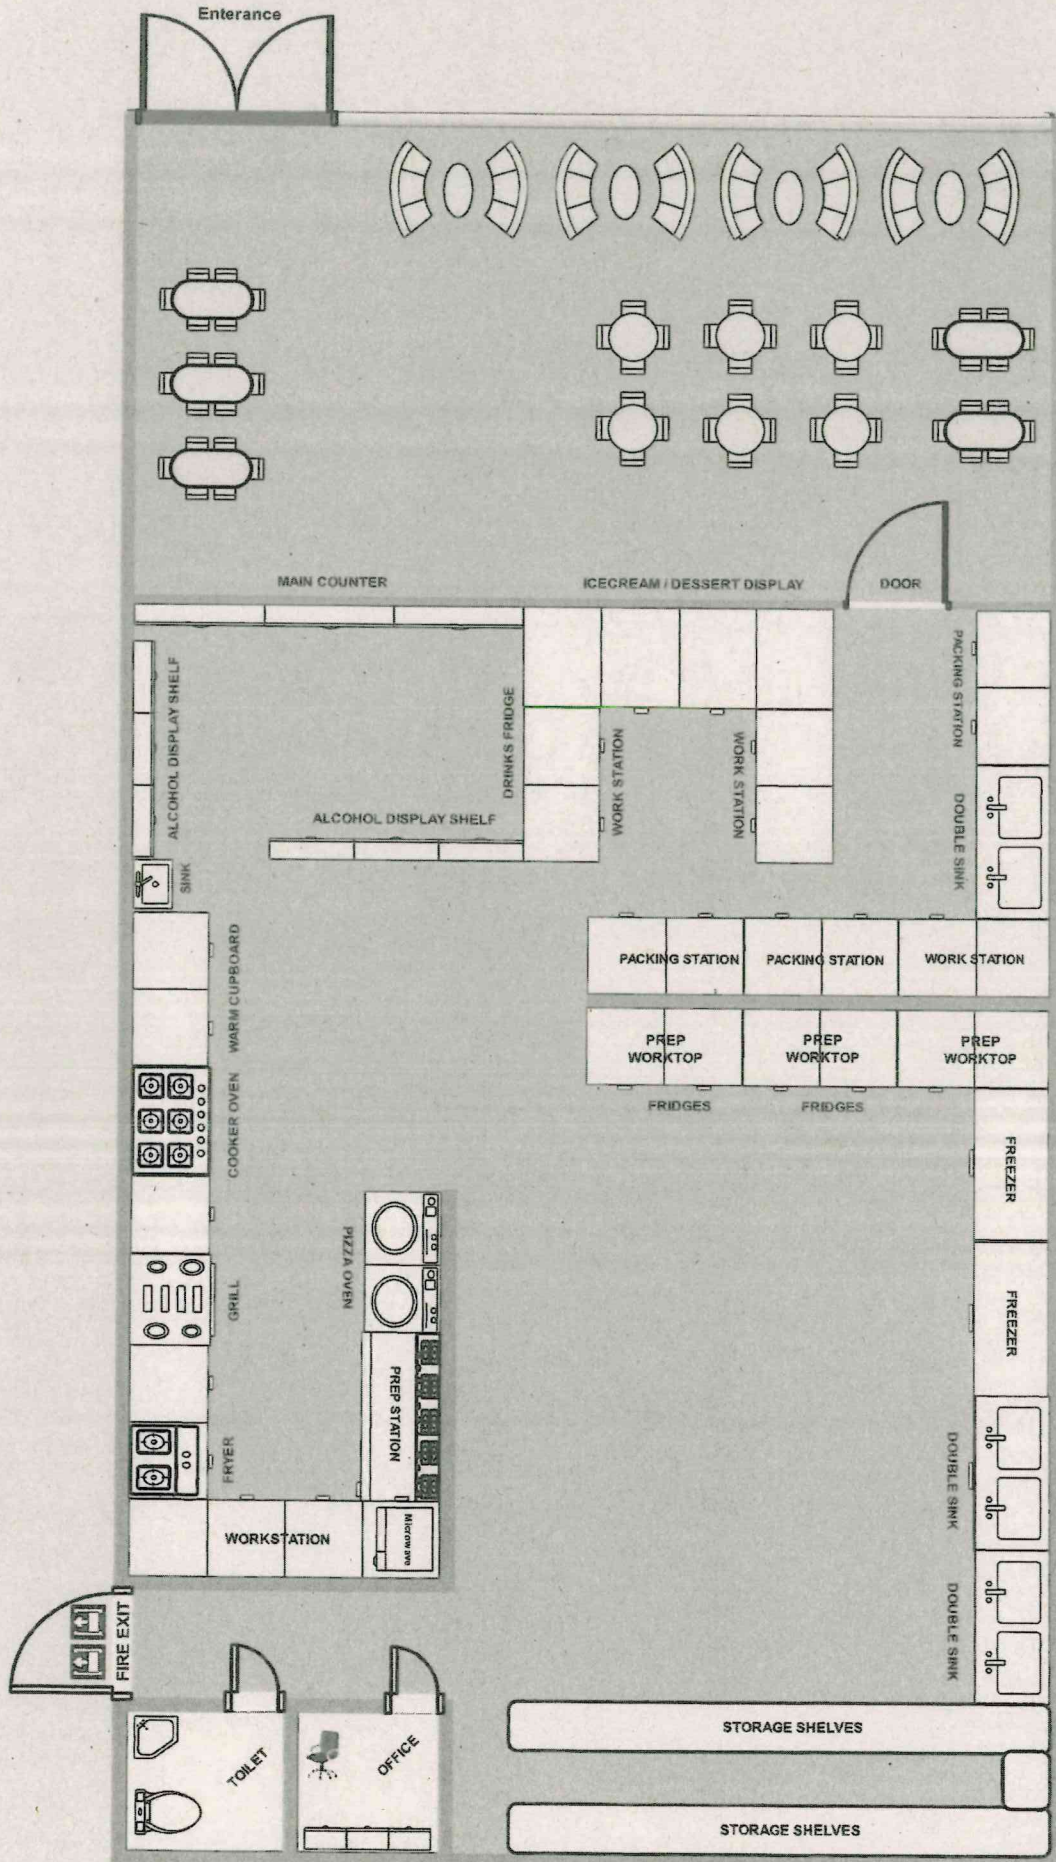 Enterance
MAIN COUNTER
ICECREAM / DESSERT DISPLAY
DOOR
ALCOHOL DISPLAY SHELF
DRINKS FRIDGE
WORK STATION
WORK STATION
PACKING STATION
ALCOHOL DISPLAY SHELF
DOUBLE SINK
SINK
WARM CUPBOARD
PACKING STATION
PACKING STATION
WORK STATION
PREP
WORKTOP
PREP
WORKTOP
PREP
WORKTOP
FRIDGES
FRIDGES
COOKER OVEN
FREEZER
PIZZA OVEN
GRILL
FREEZER
PREP STATION
FRYER
DOUBLE SINK
WORKSTATION
Microwave
DOUBLE SINK
FIRE EXIT
TOILET
OFFICE
STORAGE SHELVES
STORAGE SHELVES